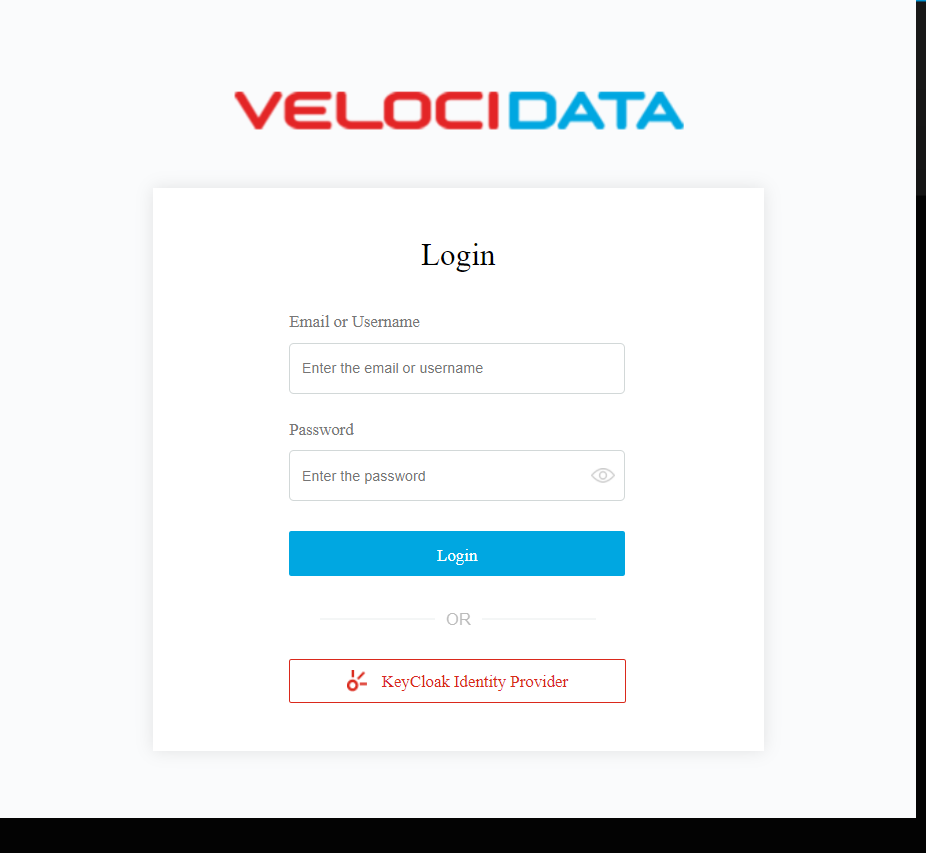 VELOCIDATA
Login
Email or Username
Enter the email or username
Password
Enter the password
Login
OR
KeyCloak Identity Provider